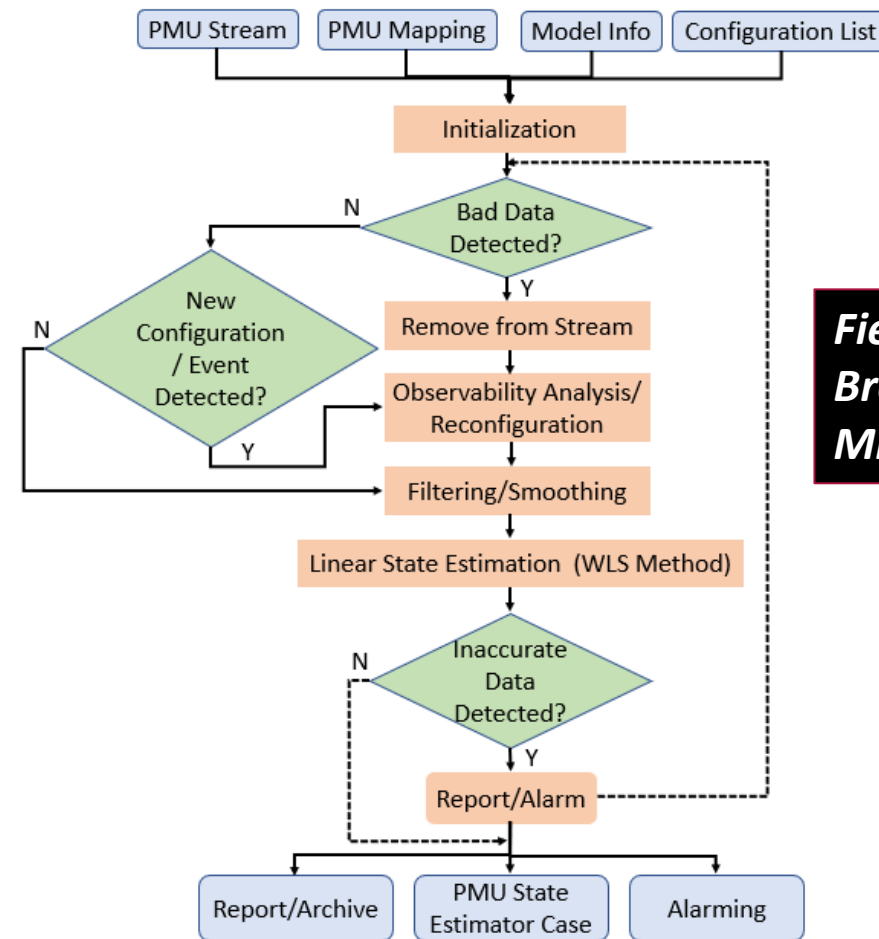 PMU Stream
PMU Mapping
Model Info
Configuration List
Initialization
N
Bad Data
Detected?
Y
N
New
Configuration
/ Event
Detected?
Y
Remove from Stream
Observability Analysis/
Reconfiguration
Filtering/Smoothing
Linear State Estimation (WLS Method)
N
Inaccurate
Data
Detected?
Y
Report/Alarm
Report/Archive
PMU State
Estimator Case
Alarming